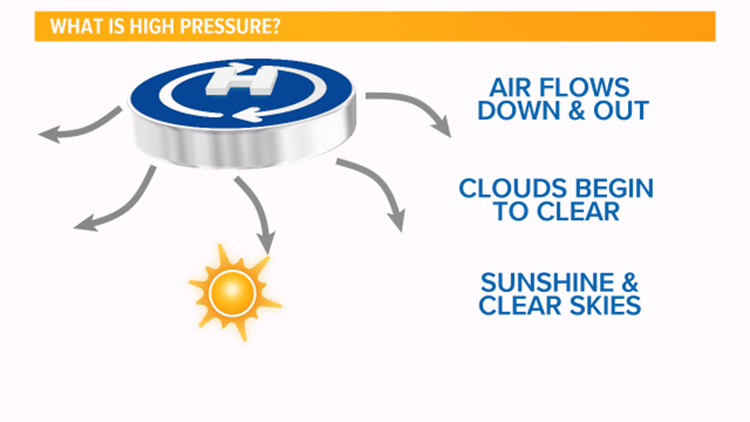 WHAT IS HIGH PRESSURE?
H
AIR FLOWS
DOWN & OUT
CLOUDS BEGIN
TO CLEAR
SUNSHINE &
CLEAR SKIES